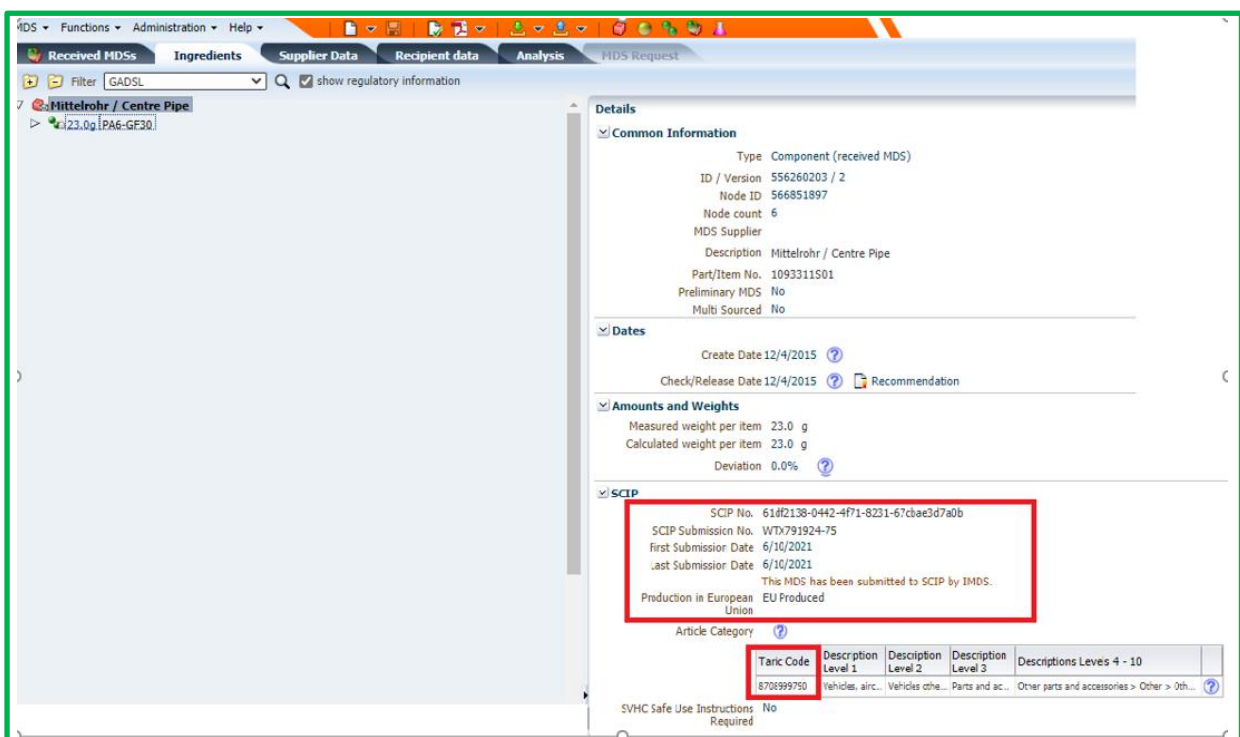 MDS Functions Administration Help
Received MDSs Ingredients Supplier Data Recipient data Analysis MDS Request
Filter GADSL show regulatory information
Mittelrohr / Centre Pipe
23.0g PA6-GF30
Details
Common Information
Type Component (received MDS)
ID / Version 556260203 / 2
Node ID 566851897
Node count 6
MDS Supplier
Description Mittelrohr / Centre Pipe
Part/Item No. 1093311S01
Preliminary MDS No
Multi Sourced No
Dates
Create Date 12/4/2015
Check/Release Date 12/4/2015 Recommendation
Amounts and Weights
Measured weight per item 23.0 g
Calculated weight per item 23.0 g
Deviation 0.0%
SCIP
SCIP No. 61df2138-0442-4f71-8231-67cbae3d7a0b
SCIP Submission No. WTX791924-75
First Submission Date 6/10/2021
Last Submission Date 6/10/2021
This MDS has been submitted to SCIP by IMDS.
Production in European EU Produced
Union
Article Category
Taric Code Description Level 1 Description Level 2 Description Level 3 Descriptions Levels 4 - 10
8708999750 Vehicles, airc... Vehicles othe... Parts and ac... Other parts and accessories > Other > Oth...
SVHC Safe Use Instructions No
Required